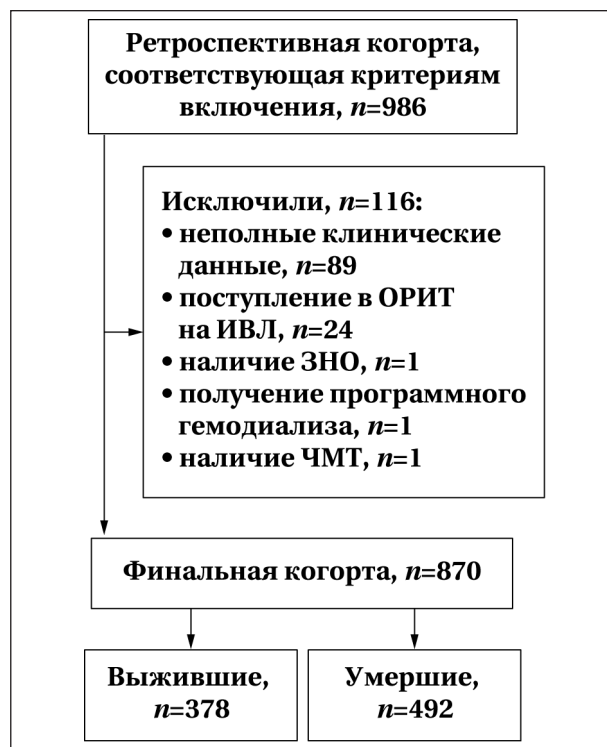 Ретроспективная когорта,
соответствующая критериям
включения, n=986
Исключили, n=116:
• неполные клинические
данные, n=89
• поступление в ОРИТ
на ИВЛ, n=24
• наличие ЗНО, n=1
• получение программного
гемодиализа, n=1
• наличие ЧМТ, n=1
Финальная когорта, n=870
Выжившие,
n=378
Умершие,
n=492